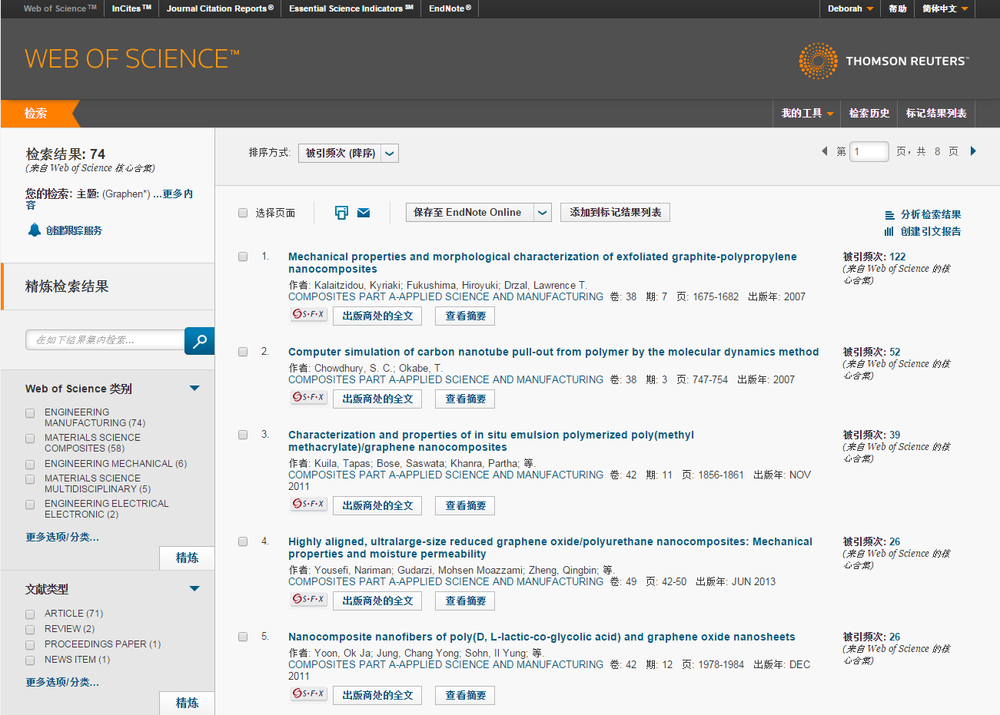 Web of Science™ InCites™ Journal Citation Reports® Essential Science Indicators℠ EndNote® Deborah 帮助 简体中文
WEB OF SCIENCE™
THOMSON REUTERS™
检索
我的工具 检索历史 标记结果列表
检索结果: 74
(来自 Web of Science 核心合集)
您的检索: 主题: (Graphen*) ...更多内
容
创建跟踪服务
精炼检索结果
在如下结果集内检索...
Web of Science 类别
ENGINEERING
MANUFACTURING (74)
MATERIALS SCIENCE
COMPOSITES (58)
ENGINEERING MECHANICAL (6)
MATERIALS SCIENCE
MULTIDISCIPLINARY (5)
ENGINEERING ELECTRICAL
ELECTRONIC (2)
更多选项/分类...
精炼
文献类型
ARTICLE (71)
REVIEW (2)
PROCEEDINGS PAPER (1)
NEWS ITEM (1)
更多选项/分类...
精炼
排序方式: 被引频次 (降序)
第 1 页，共 8 页
选择页面 保存至 EndNote Online 添加到标记结果列表
分析检索结果
创建引文报告
1. Mechanical properties and morphological characterization of exfoliated graphite-polypropylene
nanocomposites
作者: Kalaitzidou, Kyriaki; Fukushima, Hiroyuki; Drzal, Lawrence T.
COMPOSITES PART A-APPLIED SCIENCE AND MANUFACTURING 卷: 38 期: 7 页: 1675-1682 出版年: 2007
S·F·X 出版商处的全文 查看摘要
被引频次: 122
(来自 Web of Science 的核
心合集)
2. Computer simulation of carbon nanotube pull-out from polymer by the molecular dynamics method
作者: Chowdhury, S. C.; Okabe, T.
COMPOSITES PART A-APPLIED SCIENCE AND MANUFACTURING 卷: 38 期: 3 页: 747-754 出版年: 2007
S·F·X 出版商处的全文 查看摘要
被引频次: 52
(来自 Web of Science 的核
心合集)
3. Characterization and properties of in situ emulsion polymerized poly(methyl
methacrylate)/graphene nanocomposites
作者: Kuila, Tapas; Bose, Saswata; Khanra, Partha; 等.
COMPOSITES PART A-APPLIED SCIENCE AND MANUFACTURING 卷: 42 期: 11 页: 1856-1861 出版年: NOV
2011
S·F·X 出版商处的全文 查看摘要
被引频次: 39
(来自 Web of Science 的核
心合集)
4. Highly aligned, ultralarge-size reduced graphene oxide/polyurethane nanocomposites: Mechanical
properties and moisture permeability
作者: Yousefi, Nariman; Gudarzi, Mohsen Moazzami; Zheng, Qingbin; 等.
COMPOSITES PART A-APPLIED SCIENCE AND MANUFACTURING 卷: 49 页: 42-50 出版年: JUN 2013
S·F·X 出版商处的全文 查看摘要
被引频次: 26
(来自 Web of Science 的核
心合集)
5. Nanocomposite nanofibers of poly(D, L-lactic-co-glycolic acid) and graphene oxide nanosheets
作者: Yoon, Ok Ja; Jung, Chang Yong; Sohn, Il Yung; 等.
COMPOSITES PART A-APPLIED SCIENCE AND MANUFACTURING 卷: 42 期: 12 页: 1978-1984 出版年: DEC
2011
S·F·X 出版商处的全文 查看摘要
被引频次: 26
(来自 Web of Science 的核
心合集)